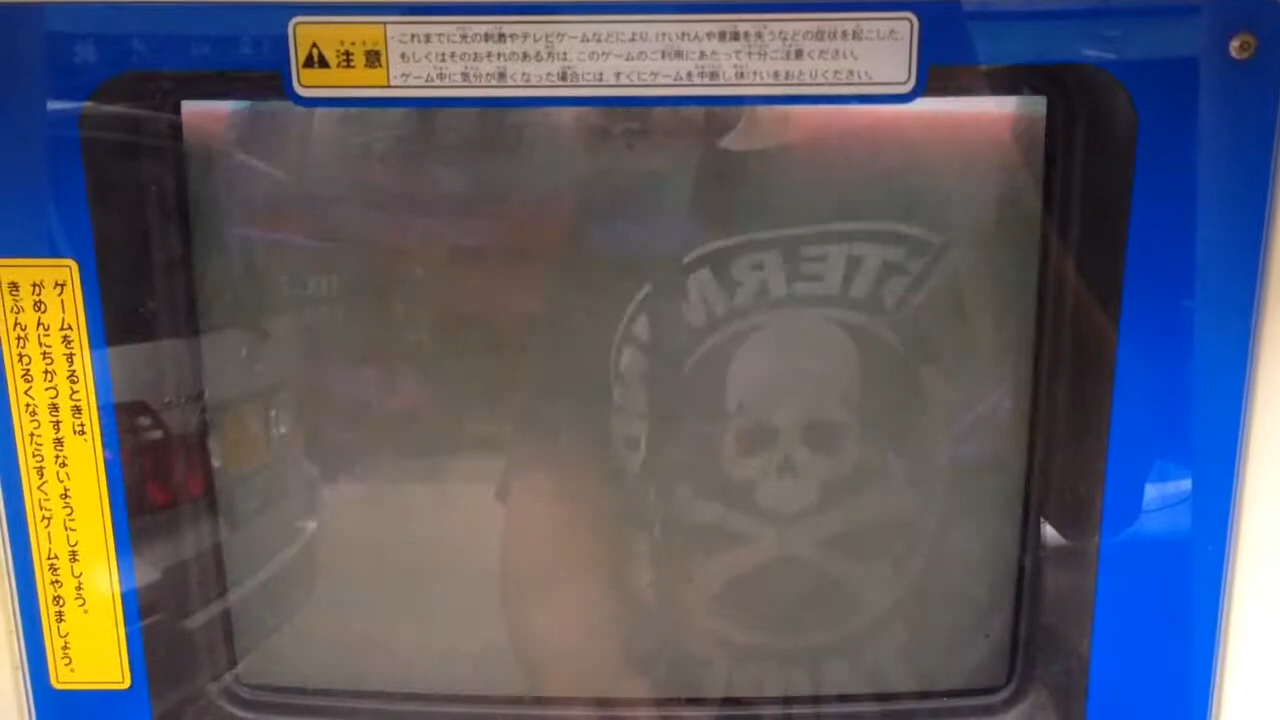 注意
・これまでに光の刺激やテレビゲームなどにより、けいれんや意識を失うなどの症状を起こした、
もしくはそのおそれのある方は、このゲームのご利用にあたって十分ご注意ください。
・ゲーム中に気分が悪くなった場合には、すぐにゲームを中断し休けいをおとりください。
ゲームをするときは、
がめんにちかづきすぎないようにしましょう。
きぶんがわるくなったらすぐにゲームをやめましょう。